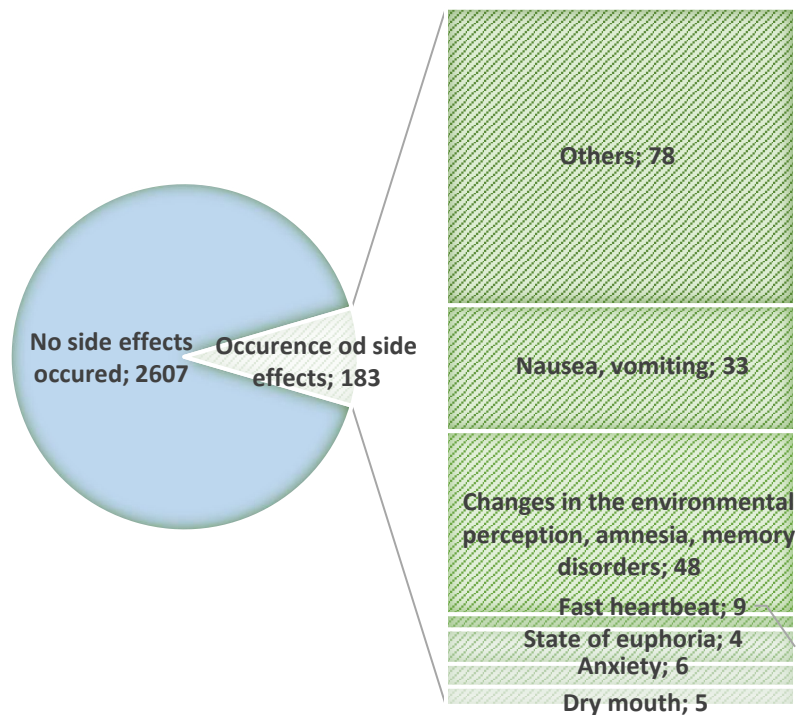 No side effects
occured; 2607
Occurence od side
effects; 183
Others; 78
Nausea, vomiting; 33
Changes in the environmental
perception, amnesia, memory
disorders; 48
Fast heartbeat; 9
State of euphoria; 4
Anxiety; 6
Dry mouth; 5